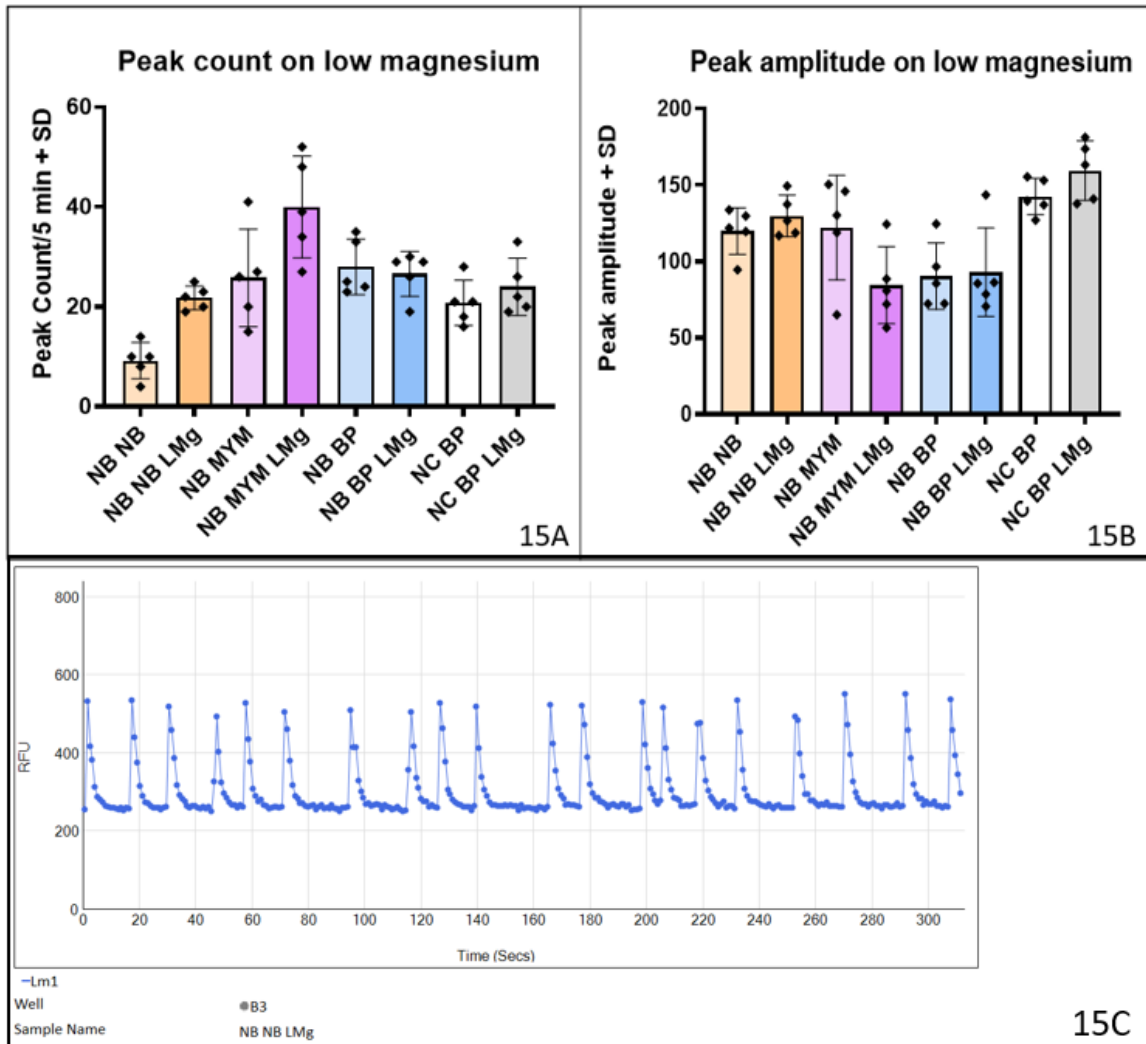 Peak count on low magnesium
Peak Count/5 min + SD
60
40
20
0
NB NB
NB NB LMg
NB MYM
NB MYM LMg
NB BP
NB BP LMg
NC BP
NC BP LMg
15A
Peak amplitude on low magnesium
Peak amplitude + SD
200
150
100
50
0
NB NB
NB NB LMg
NB MYM
NB MYM LMg
NB BP
NB BP LMg
NC BP
NC BP LMg
15B
RFU
800
600
400
200
0
0 20 40 60 80 100 120 140 160 180 200 220 240 260 280 300
Time (Secs)
Lm1
Well B3
Sample Name NB NB LMg
15C